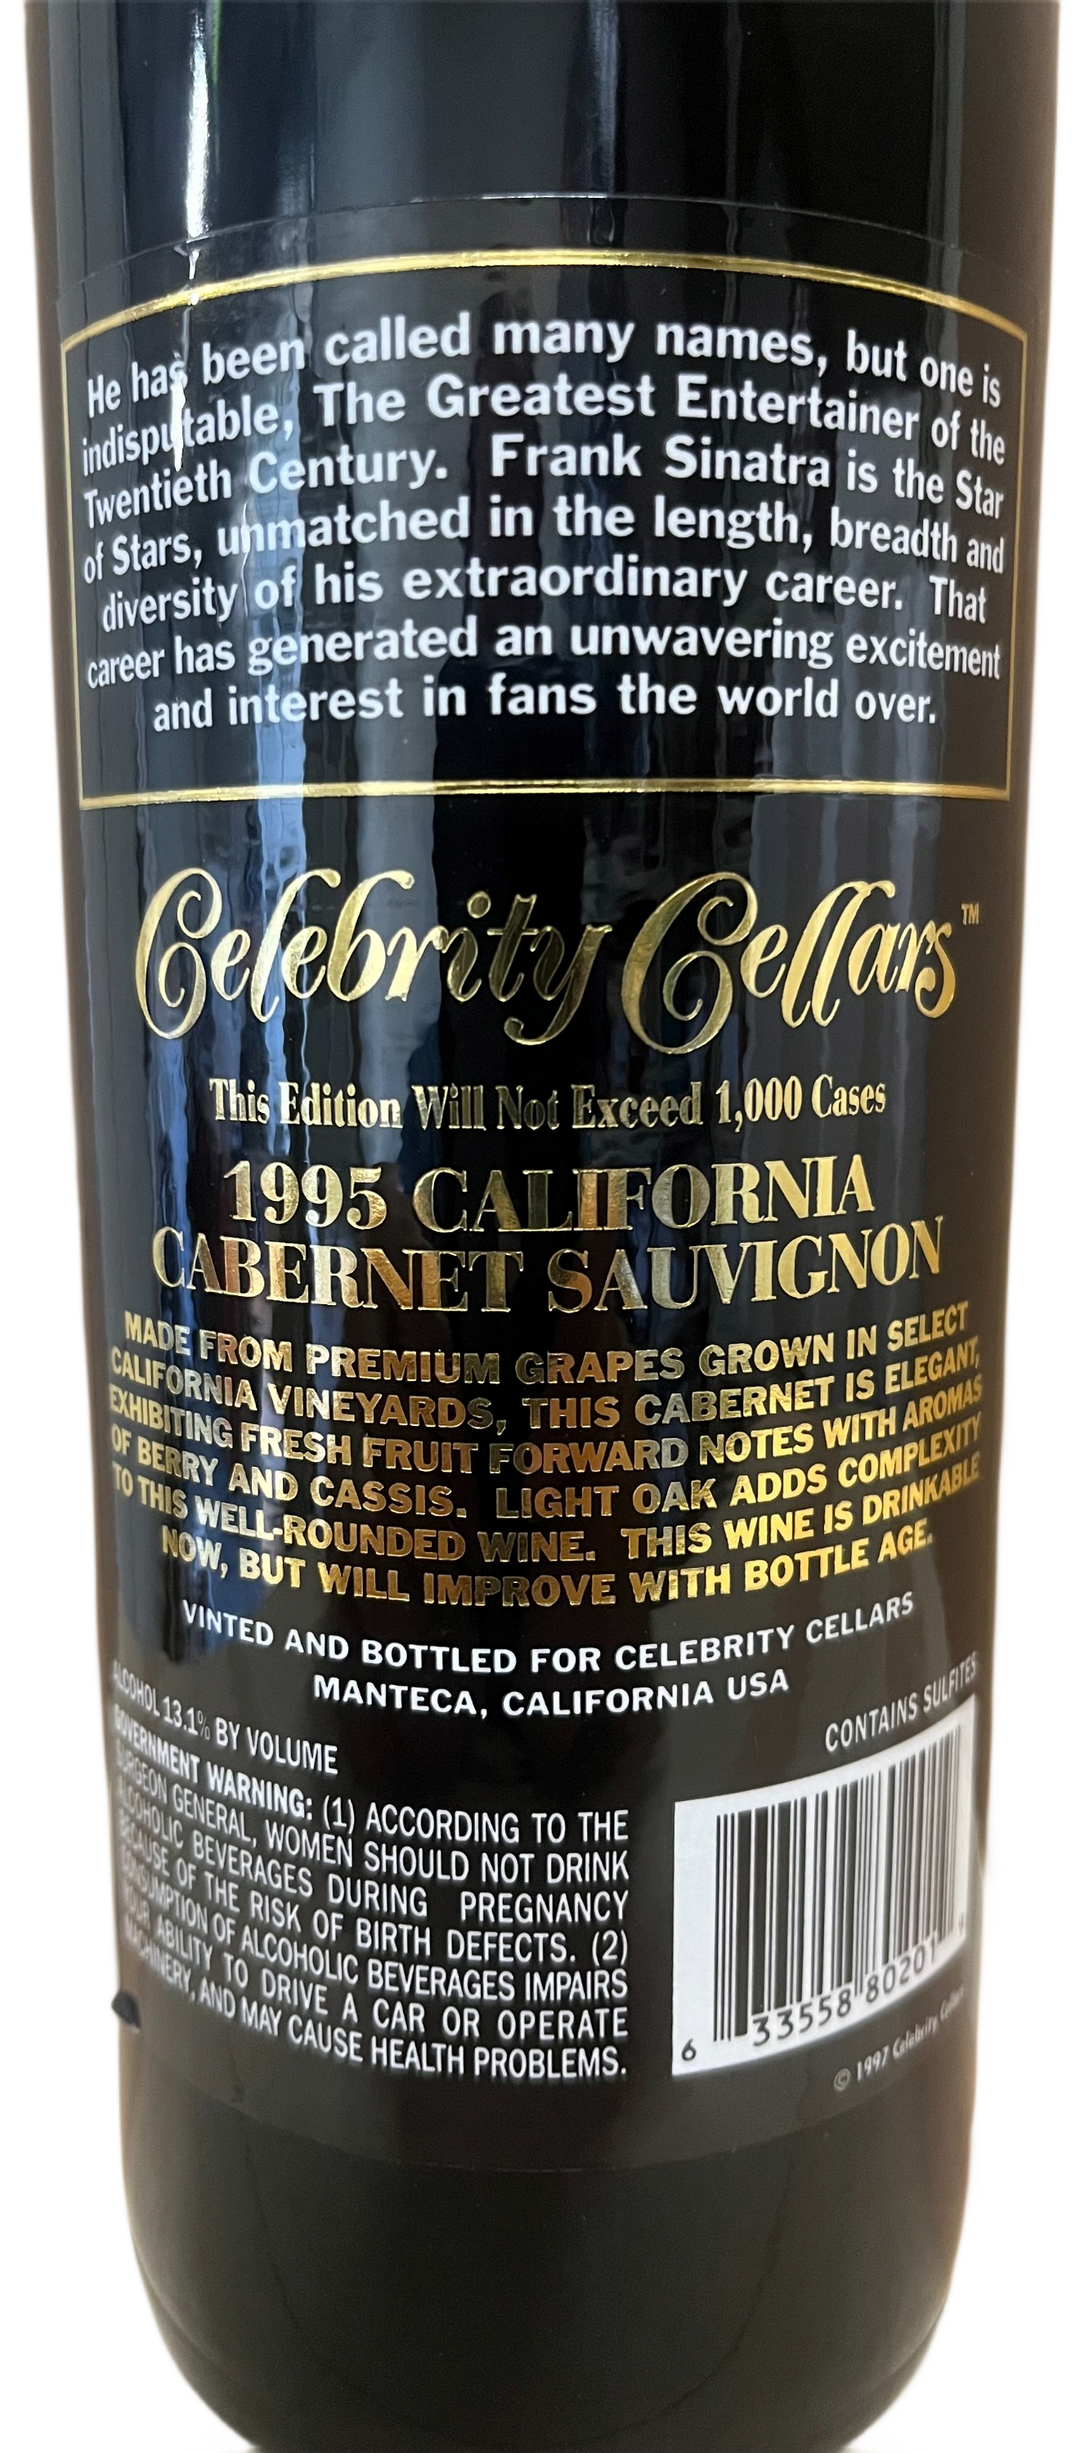 He has been called many names, but one is
indisputable, The Greatest Entertainer of the
Twentieth Century. Frank Sinatra is the Star
of Stars, unmatched in the length, breadth and
diversity of his extraordinary career. That
career has generated an unwavering excitement
and interest in fans the world over.
Celebrity Cellars™
This Edition Will Not Exceed 1,000 Cases
1995 CALIFORNIA
CABERNET SAUVIGNON
MADE FROM PREMIUM GRAPES GROWN IN SELECT
CALIFORNIA VINEYARDS, THIS CABERNET IS ELEGANT,
EXHIBITING FRESH FRUIT FORWARD NOTES WITH AROMAS
OF BERRY AND CASSIS. LIGHT OAK ADDS COMPLEXITY
TO THIS WELL-ROUNDED WINE. THIS WINE IS DRINKABLE
NOW, BUT WILL IMPROVE WITH BOTTLE AGE.
VINTED AND BOTTLED FOR CELEBRITY CELLARS
MANTECA, CALIFORNIA USA
ALCOHOL 13.1% BY VOLUME
CONTAINS SULFITES
GOVERNMENT WARNING: (1) ACCORDING TO THE
SURGEON GENERAL, WOMEN SHOULD NOT DRINK
ALCOHOLIC BEVERAGES DURING PREGNANCY
BECAUSE OF THE RISK OF BIRTH DEFECTS. (2)
CONSUMPTION OF ALCOHOLIC BEVERAGES IMPAIRS
YOUR ABILITY TO DRIVE A CAR OR OPERATE
MACHINERY, AND MAY CAUSE HEALTH PROBLEMS.
6 33558 80201 9
© 1997 Celebrity